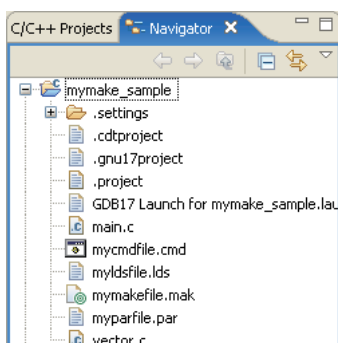 C/C++ Projects Navigator
mymake_sample
.settings
.cdtproject
.gnu17project
.project
GDB17 Launch for mymake_sample.lau
main.c
mycmdfile.cmd
myldsfile.lds
mymakefile.mak
myparfile.par
vector.c